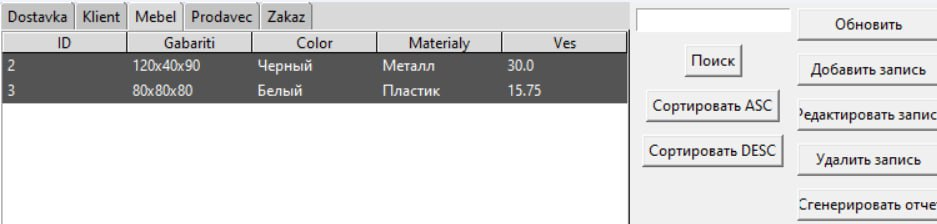 Dostavka Klient Mebel Prodavec Zakaz
ID Gabariti Color Materialy Ves
2 120x40x90 Черный Металл 30.0
3 80x80x80 Белый Пластик 15.75
Поиск
Сортировать ASC
Сортировать DESC
Обновить
Добавить запись
Редактировать запис
Удалить запись
Сгенерировать отче